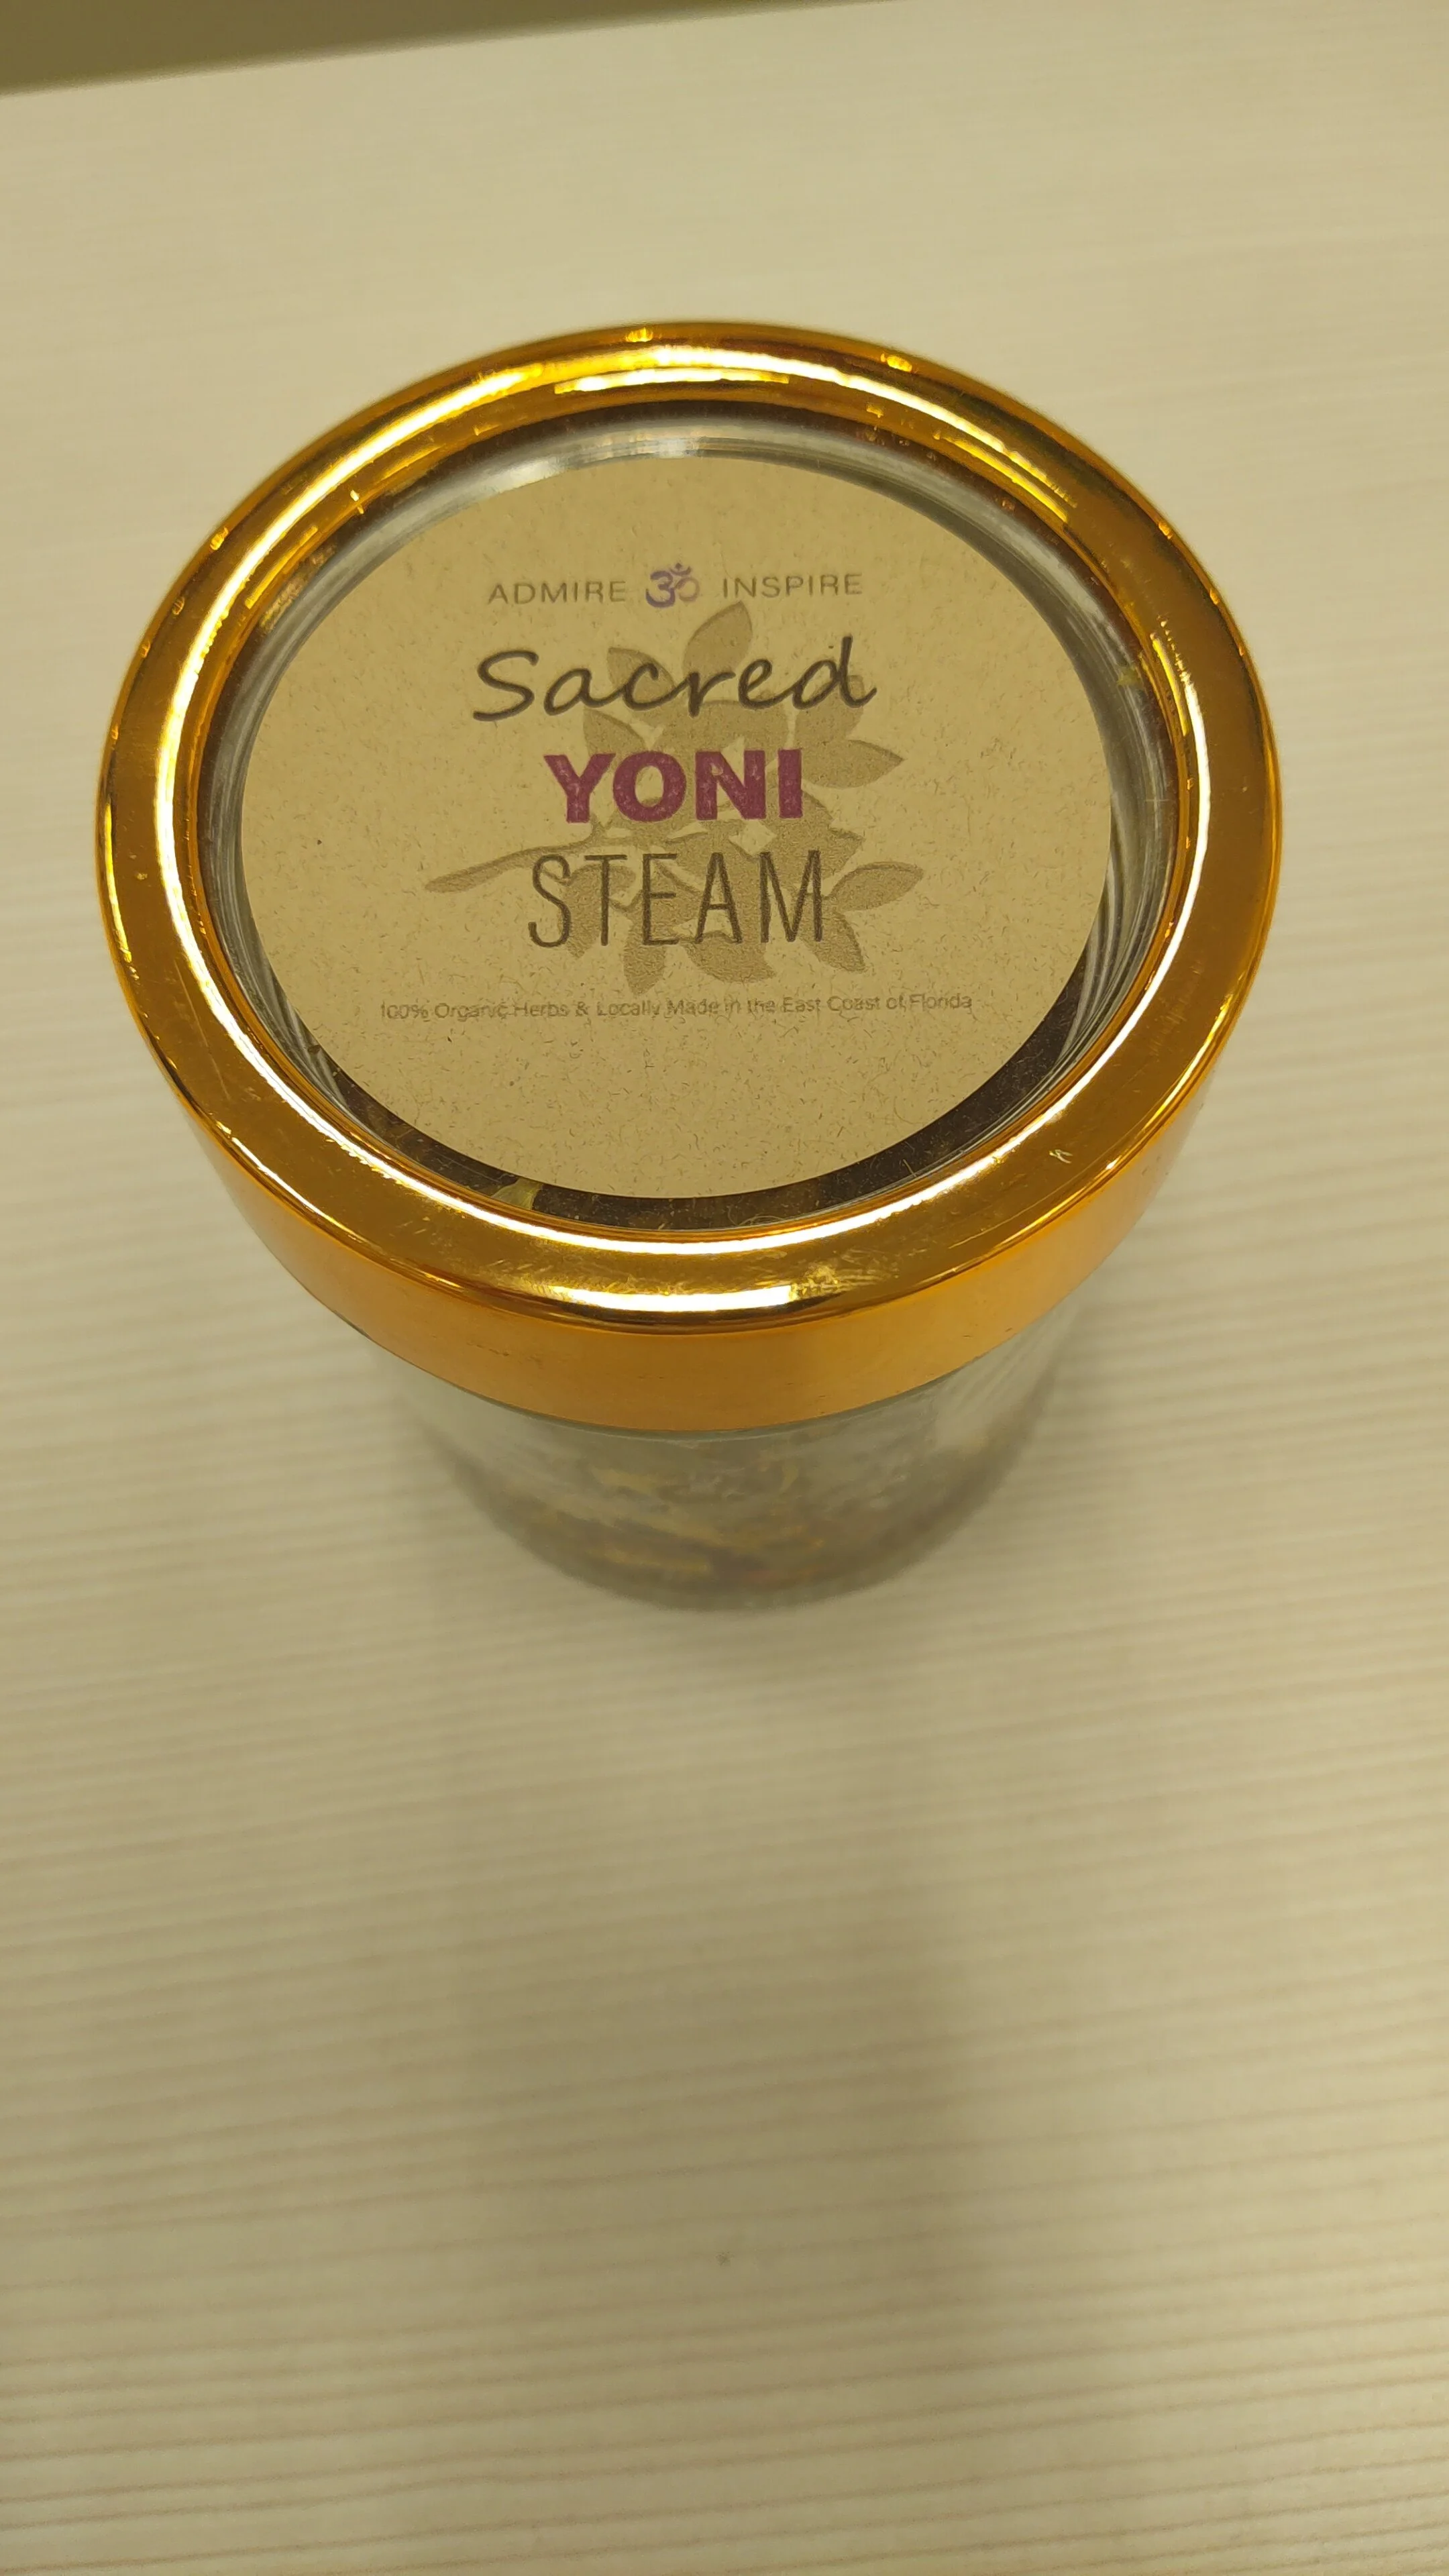 ADMIRE ॐ INSPIRE
Sacred
YONI
STEAM
100% Organic Herbs & Locally Made in the East Coast of Florida